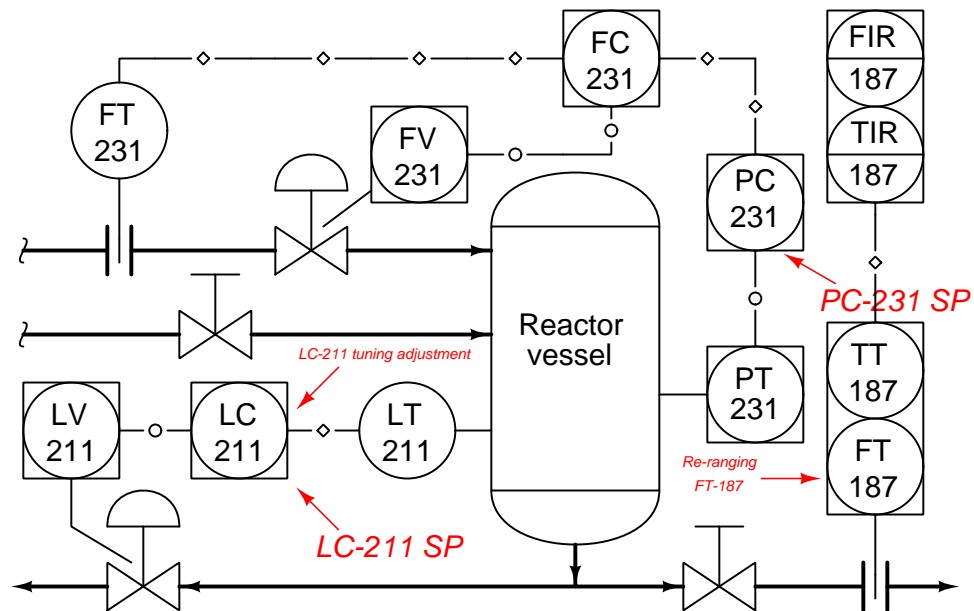 FC
231
FIR
187
FT
231
FV
231
TIR
187
PC
231
PC-231 SP
Reactor
vessel
LC-211 tuning adjustment
LV
211
LC
211
LT
211
PT
231
TT
187
FT
187
Re-ranging
FT-187
LC-211 SP